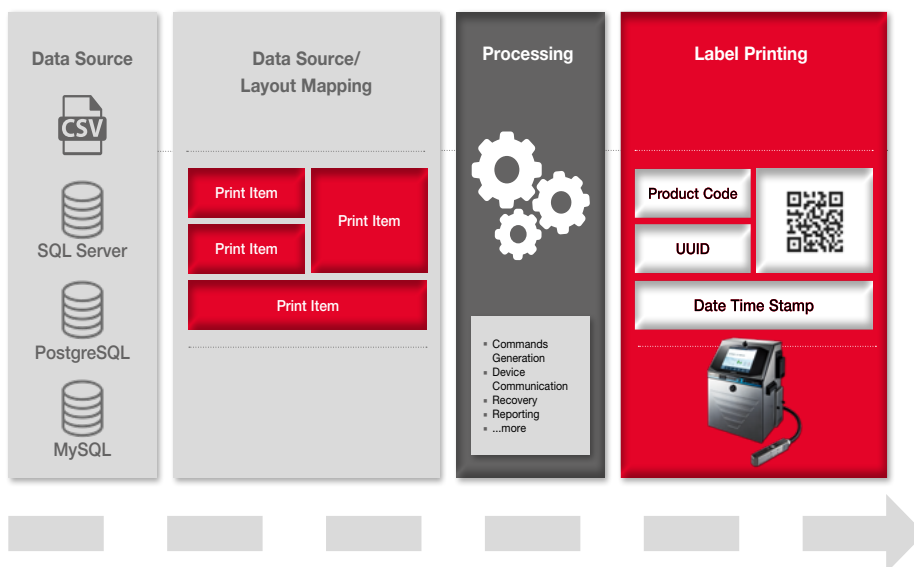 Data Source
CSV
SQL Server
PostgreSQL
MySQL
Data Source/
Layout Mapping
Print Item
Print Item
Print Item
Print Item
Processing
Commands
Generation
Device
Communication
Recovery
Reporting
...more
Label Printing
Product Code
UUID
Date Time Stamp